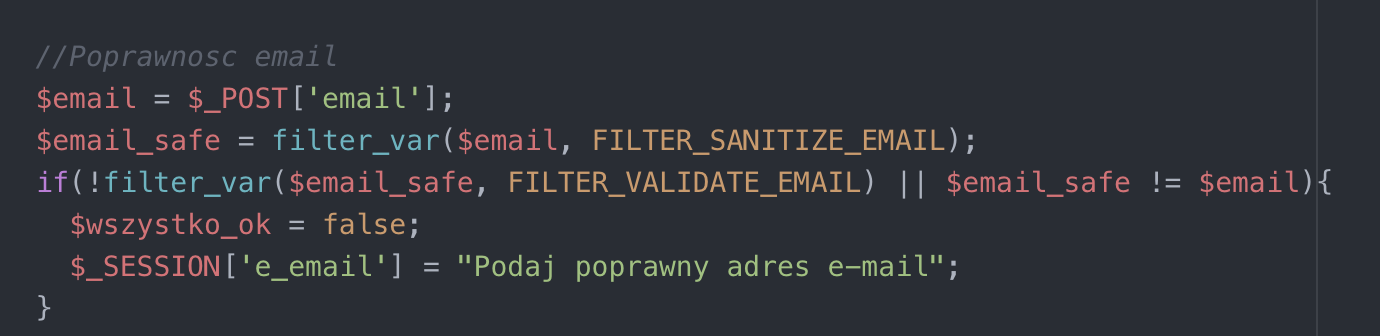 //Poprawnosc email
$email = $_POST['email'];
$email_safe = filter_var($email, FILTER_SANITIZE_EMAIL);
if(!filter_var($email_safe, FILTER_VALIDATE_EMAIL) || $email_safe != $email){
  $wszystko_ok = false;
  $_SESSION['e_email'] = "Podaj poprawny adres e-mail";
}